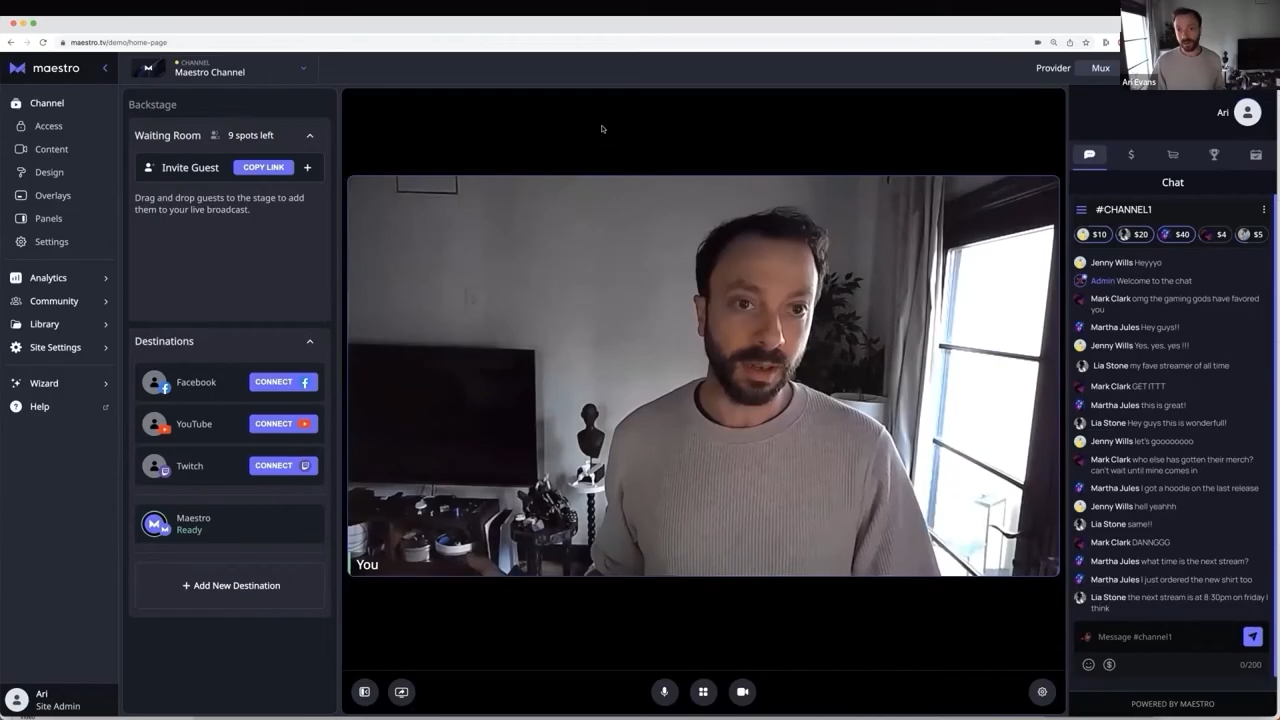 maestro.tv/demo/home-page
Ari Evans
maestro
CHANNEL
Maestro Channel
Provider
Mux
Channel
Access
Content
Design
Overlays
Panels
Settings
Analytics
Community
Library
Site Settings
Wizard
Help
Ari
Site Admin
Backstage
Waiting Room 9 spots left
Invite Guest COPY LINK +
Drag and drop guests to the stage to add
them to your live broadcast.
Destinations
Facebook CONNECT
YouTube CONNECT
Twitch CONNECT
Maestro
Ready
+ Add New Destination
You
Ari
Chat
#CHANNEL1
$10 $20 $40 $4 $5
Jenny Wills Heyyyo
Admin Welcome to the chat
Mark Clark omg the gaming gods have favored
you
Martha Jules Hey guys!!
Jenny Wills Yes, yes, yes !!!
Lia Stone my fave streamer of all time
Mark Clark GET ITTT
Martha Jules this is great!
Lia Stone Hey guys this is wonderful!
Jenny Wills let's gooooooo
Mark Clark who else has gotten their merch?
can't wait until mine comes in
Martha Jules I got a hoodie on the last release
Jenny Wills hell yeahhh
Lia Stone same!!
Mark Clark DANNGGG
Martha Jules what time is the next stream?
Martha Jules I just ordered the new shirt too
Lia Stone the next stream is at 8:30pm on friday I
think
Message #channel1
0/200
POWERED BY MAESTRO